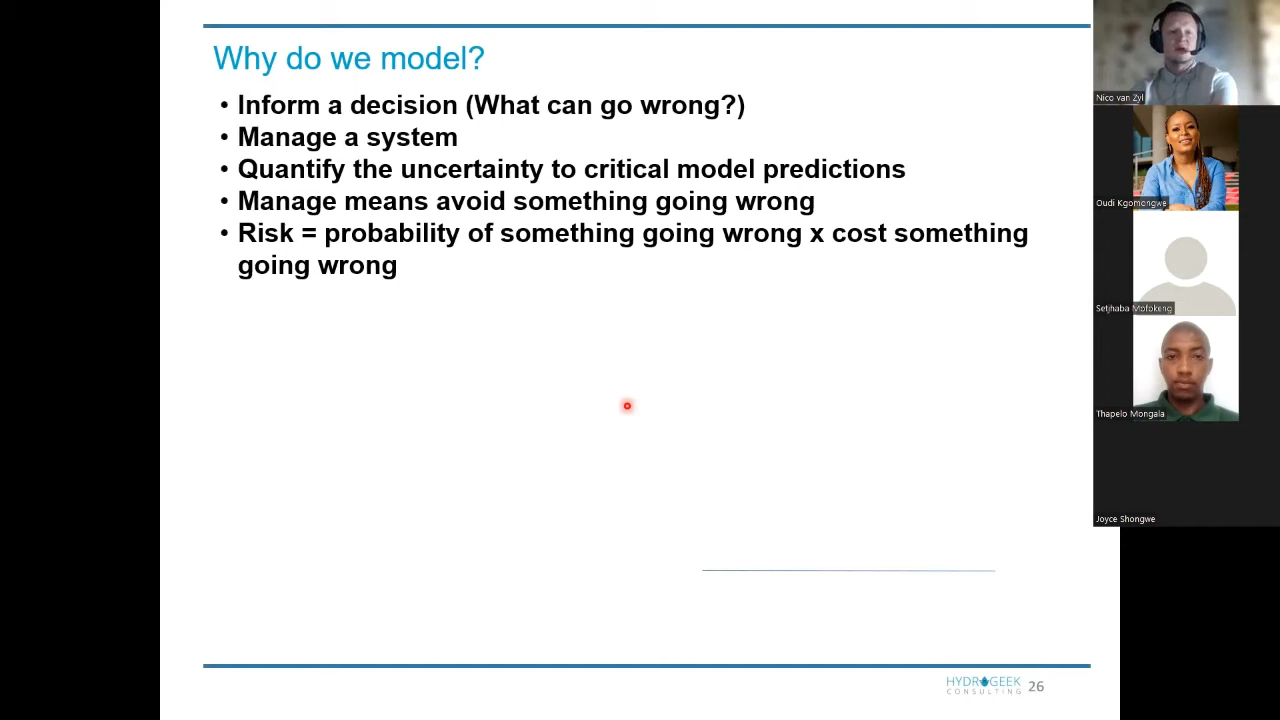 Why do we model?
• Inform a decision (What can go wrong?)
• Manage a system
• Quantify the uncertainty to critical model predictions
• Manage means avoid something going wrong
• Risk = probability of something going wrong x cost something
going wrong
HYDROGEEK
CONSULTING
26
Nico van Zyl
Oudi Kgomongwe
Setjhaba Mofokeng
Thapelo Mongala
Joyce Shongwe